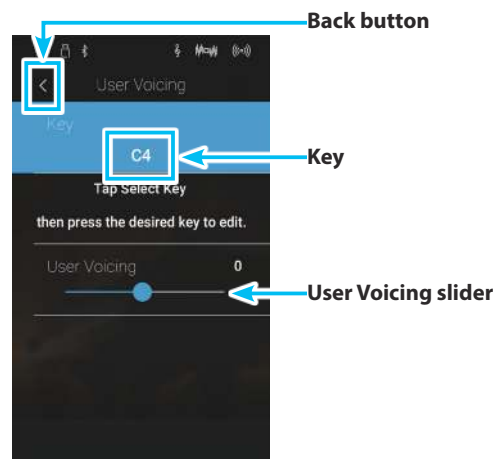 Back button
User Voicing
Key
C4
Key
Tap Select Key
then press the desired key to edit.
User Voicing 0
User Voicing slider